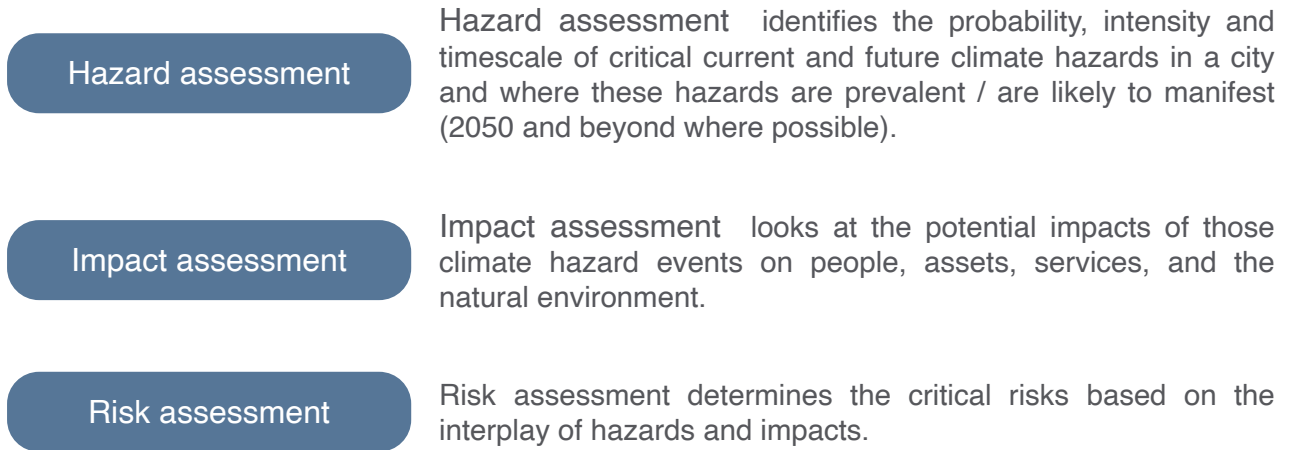 Hazard assessment
Hazard assessment identifies the probability, intensity and
timescale of critical current and future climate hazards in a city
and where these hazards are prevalent / are likely to manifest
(2050 and beyond where possible).
Impact assessment
Impact assessment looks at the potential impacts of those
climate hazard events on people, assets, services, and the
natural environment.
Risk assessment
Risk assessment determines the critical risks based on the
interplay of hazards and impacts.